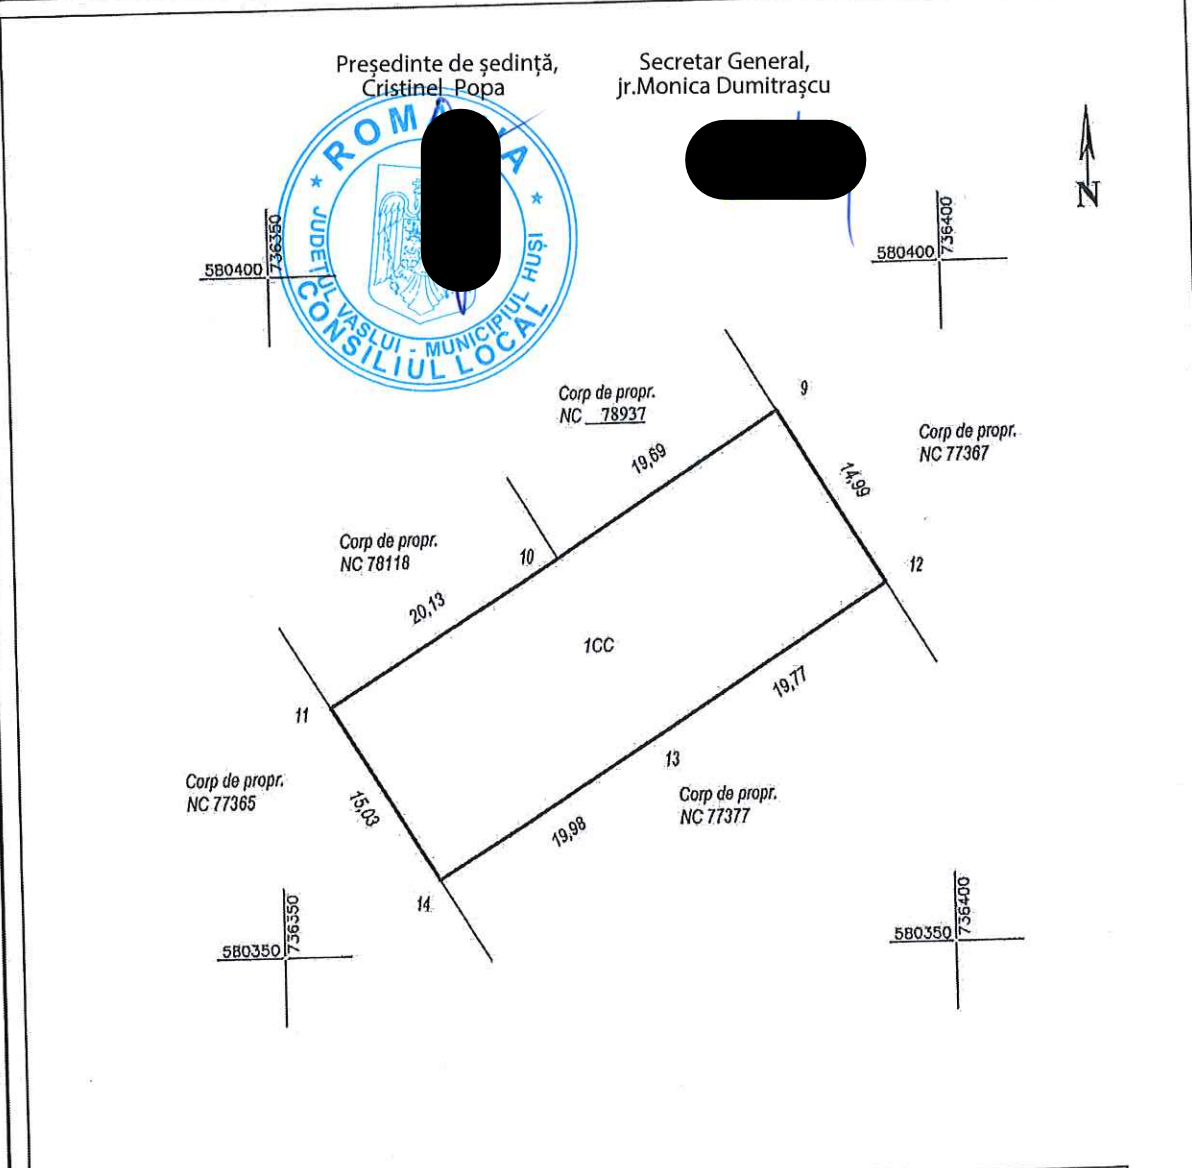 Președinte de ședință,
Cristinel Popa
Secretar General,
jr.Monica Dumitrașcu
ROMA
A
JUDEȚUL VASLUI - MUNICIPIUL HUȘI
CONSILIUL LOCAL
N
580400
736350
580400
736400
Corp de propr.
NC 78937
9
Corp de propr.
NC 77367
19,69
14,99
Corp de propr.
NC 78118
10
12
20,13
1CC
19,77
11
13
Corp de propr.
NC 77365
15,03
Corp de propr.
NC 77377
19,98
14
580350
736350
580350
736400